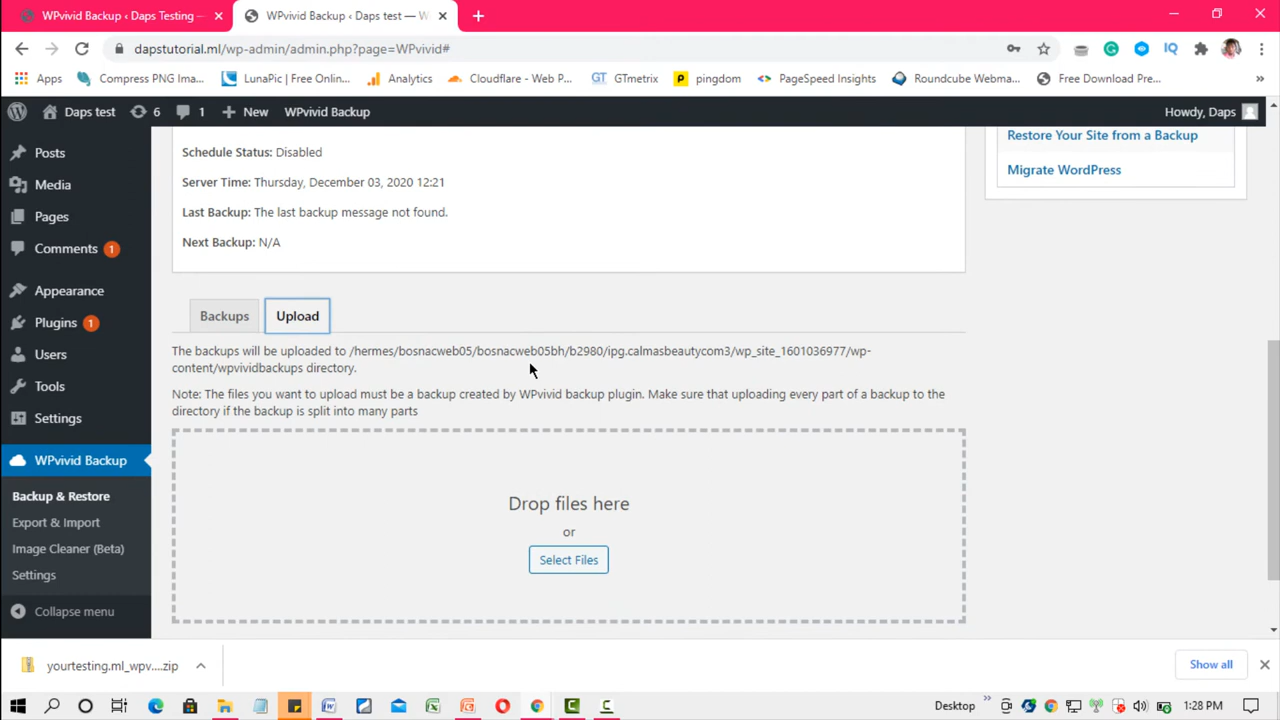 WPvivid Backup ‹ Daps Testing —
WPvivid Backup ‹ Daps test — W
dapstutorial.ml/wp-admin/admin.php?page=WPvivid#
Apps
Compress PNG Ima...
LunaPic | Free Onlin...
Analytics
Cloudflare - Web P...
GTmetrix
pingdom
PageSpeed Insights
Roundcube Webma...
Free Download Pre...
Daps test
6
1
New
WPvivid Backup
Howdy, Daps
Posts
Media
Pages
Comments 1
Appearance
Plugins 1
Users
Tools
Settings
WPvivid Backup
Backup & Restore
Export & Import
Image Cleaner (Beta)
Settings
Collapse menu
Schedule Status: Disabled
Server Time: Thursday, December 03, 2020 12:21
Last Backup: The last backup message not found.
Next Backup: N/A
Restore Your Site from a Backup
Migrate WordPress
Backups
Upload
The backups will be uploaded to /hermes/bosnacweb05/bosnacweb05bh/b2980/ipg.calmasbeautycom3/wp_site_1601036977/wp-
content/wpvividbackups directory.
Note: The files you want to upload must be a backup created by WPvivid backup plugin. Make sure that uploading every part of a backup to the
directory if the backup is split into many parts
Drop files here
or
Select Files
yourtesting.ml_wpv....zip
Show all
Desktop
1:28 PM